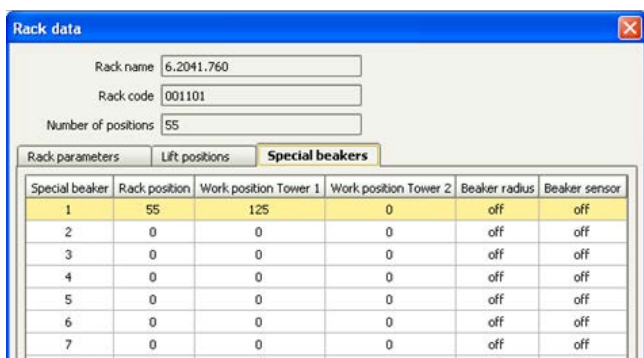 Rack data
Rack name 6.2041.760
Rack code 001101
Number of positions 55
Rack parameters Lift positions Special beakers
Special beaker Rack position Work position Tower 1 Work position Tower 2 Beaker radius Beaker sensor
1 55 125 0 off off
2 0 0 0 off off
3 0 0 0 off off
4 0 0 0 off off
5 0 0 0 off off
6 0 0 0 off off
7 0 0 0 off off